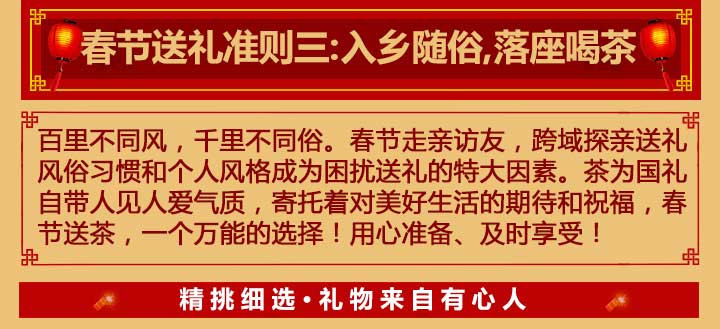 春节送礼准则三:入乡随俗,落座喝茶
百里不同风，千里不同俗。春节走亲访友，跨域探亲送礼
风俗习惯和个人风格成为困扰送礼的特大因素。茶为国礼
自带人见人爱气质，寄托着对美好生活的期待和祝福，春
节送茶，一个万能的选择！用心准备、及时享受！
精挑细选•礼物来自有心人